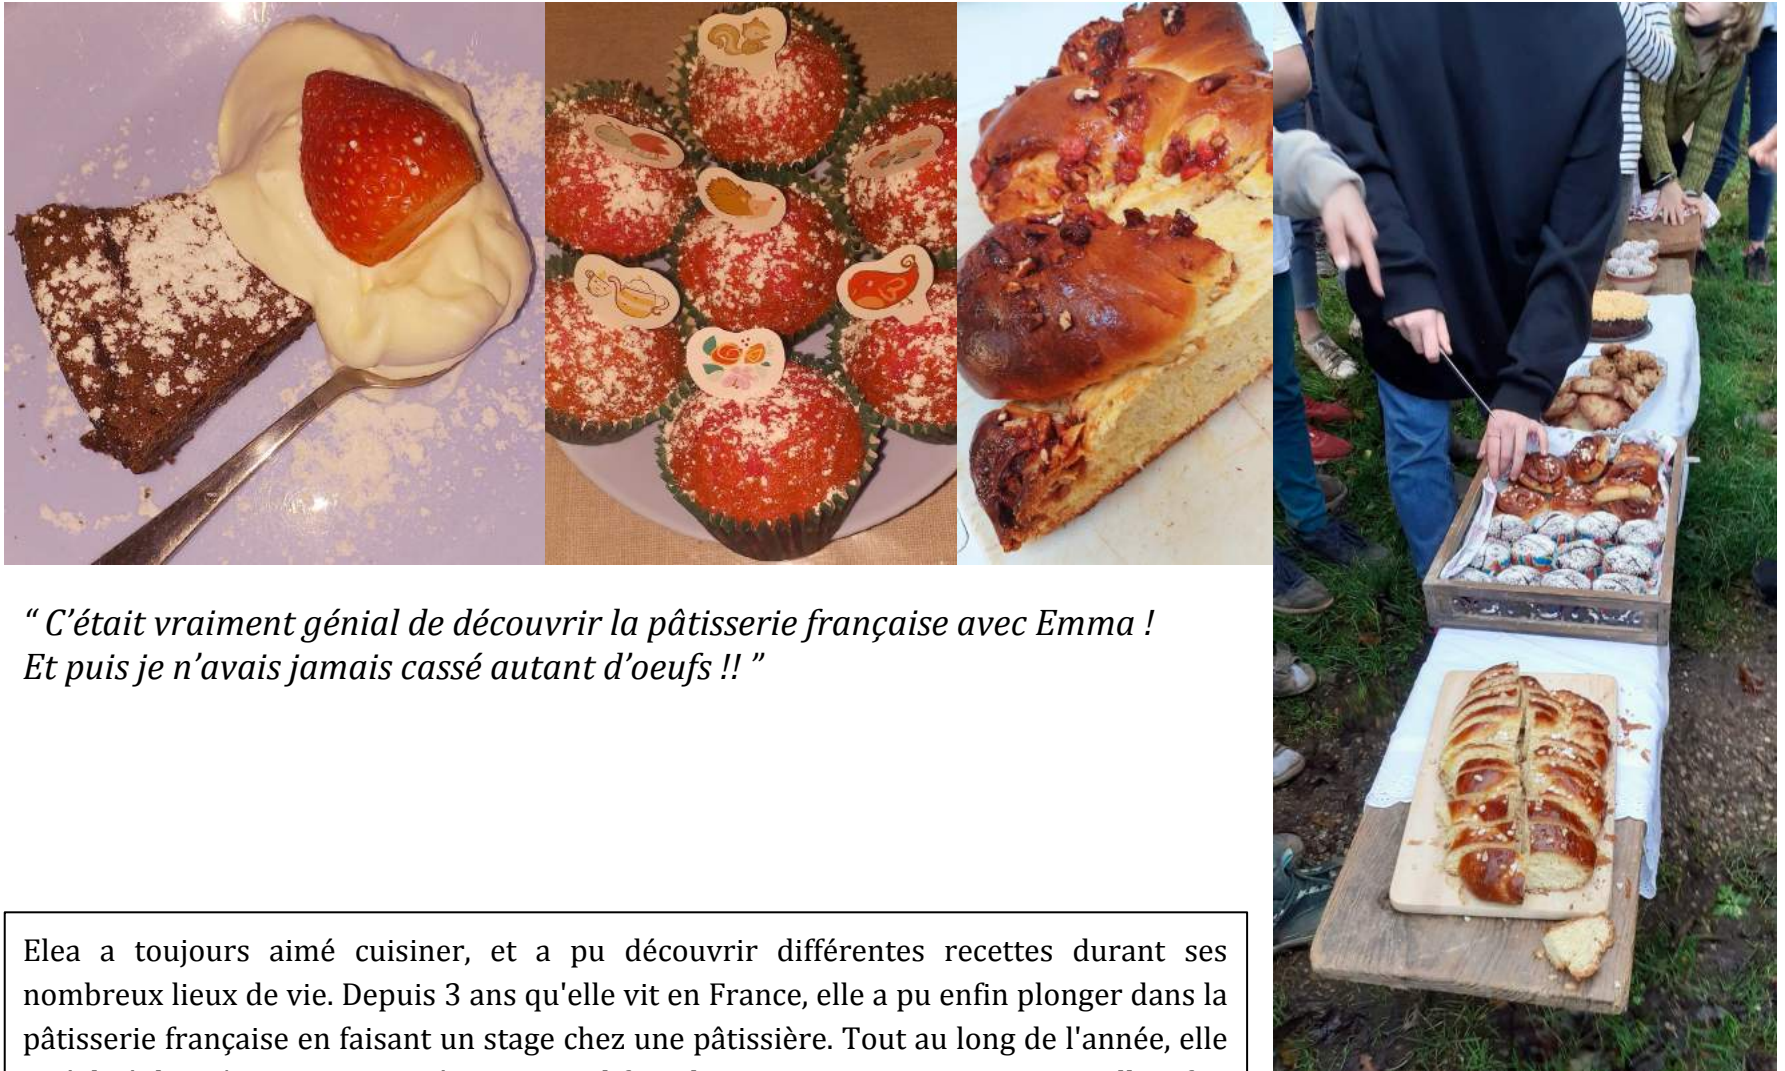 “ C’était vraiment génial de découvrir la pâtisserie française avec Emma !
Et puis je n’avais jamais cassé autant d’oeufs !! ”
Elea a toujours aimé cuisiner, et a pu découvrir différentes recettes durant ses
nombreux lieux de vie. Depuis 3 ans qu'elle vit en France, elle a pu enfin plonger dans la
pâtisserie française en faisant un stage chez une pâtissière. Tout au long de l'année, elle